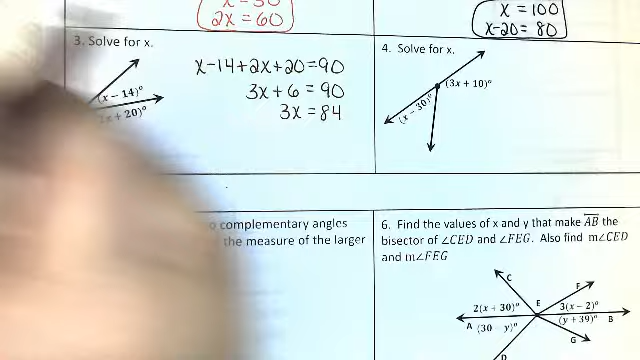 2x = 60
x = 100
x-20 = 80
3. Solve for x.
x-14+2x+20=90
3x+6 = 90
3x = 84
(x − 14)°
x + 20)°
4. Solve for x.
(3x + 10)°
(x − 30)°
complementary angles
the measure of the larger
6. Find the values of x and y that make AB the
bisector of ∠CED and ∠FEG. Also find m∠CED
and m∠FEG
C
F
2(x + 30)°
E
3(x − 2)°
A
(30 − y)°
(y + 39)°
B
G
D